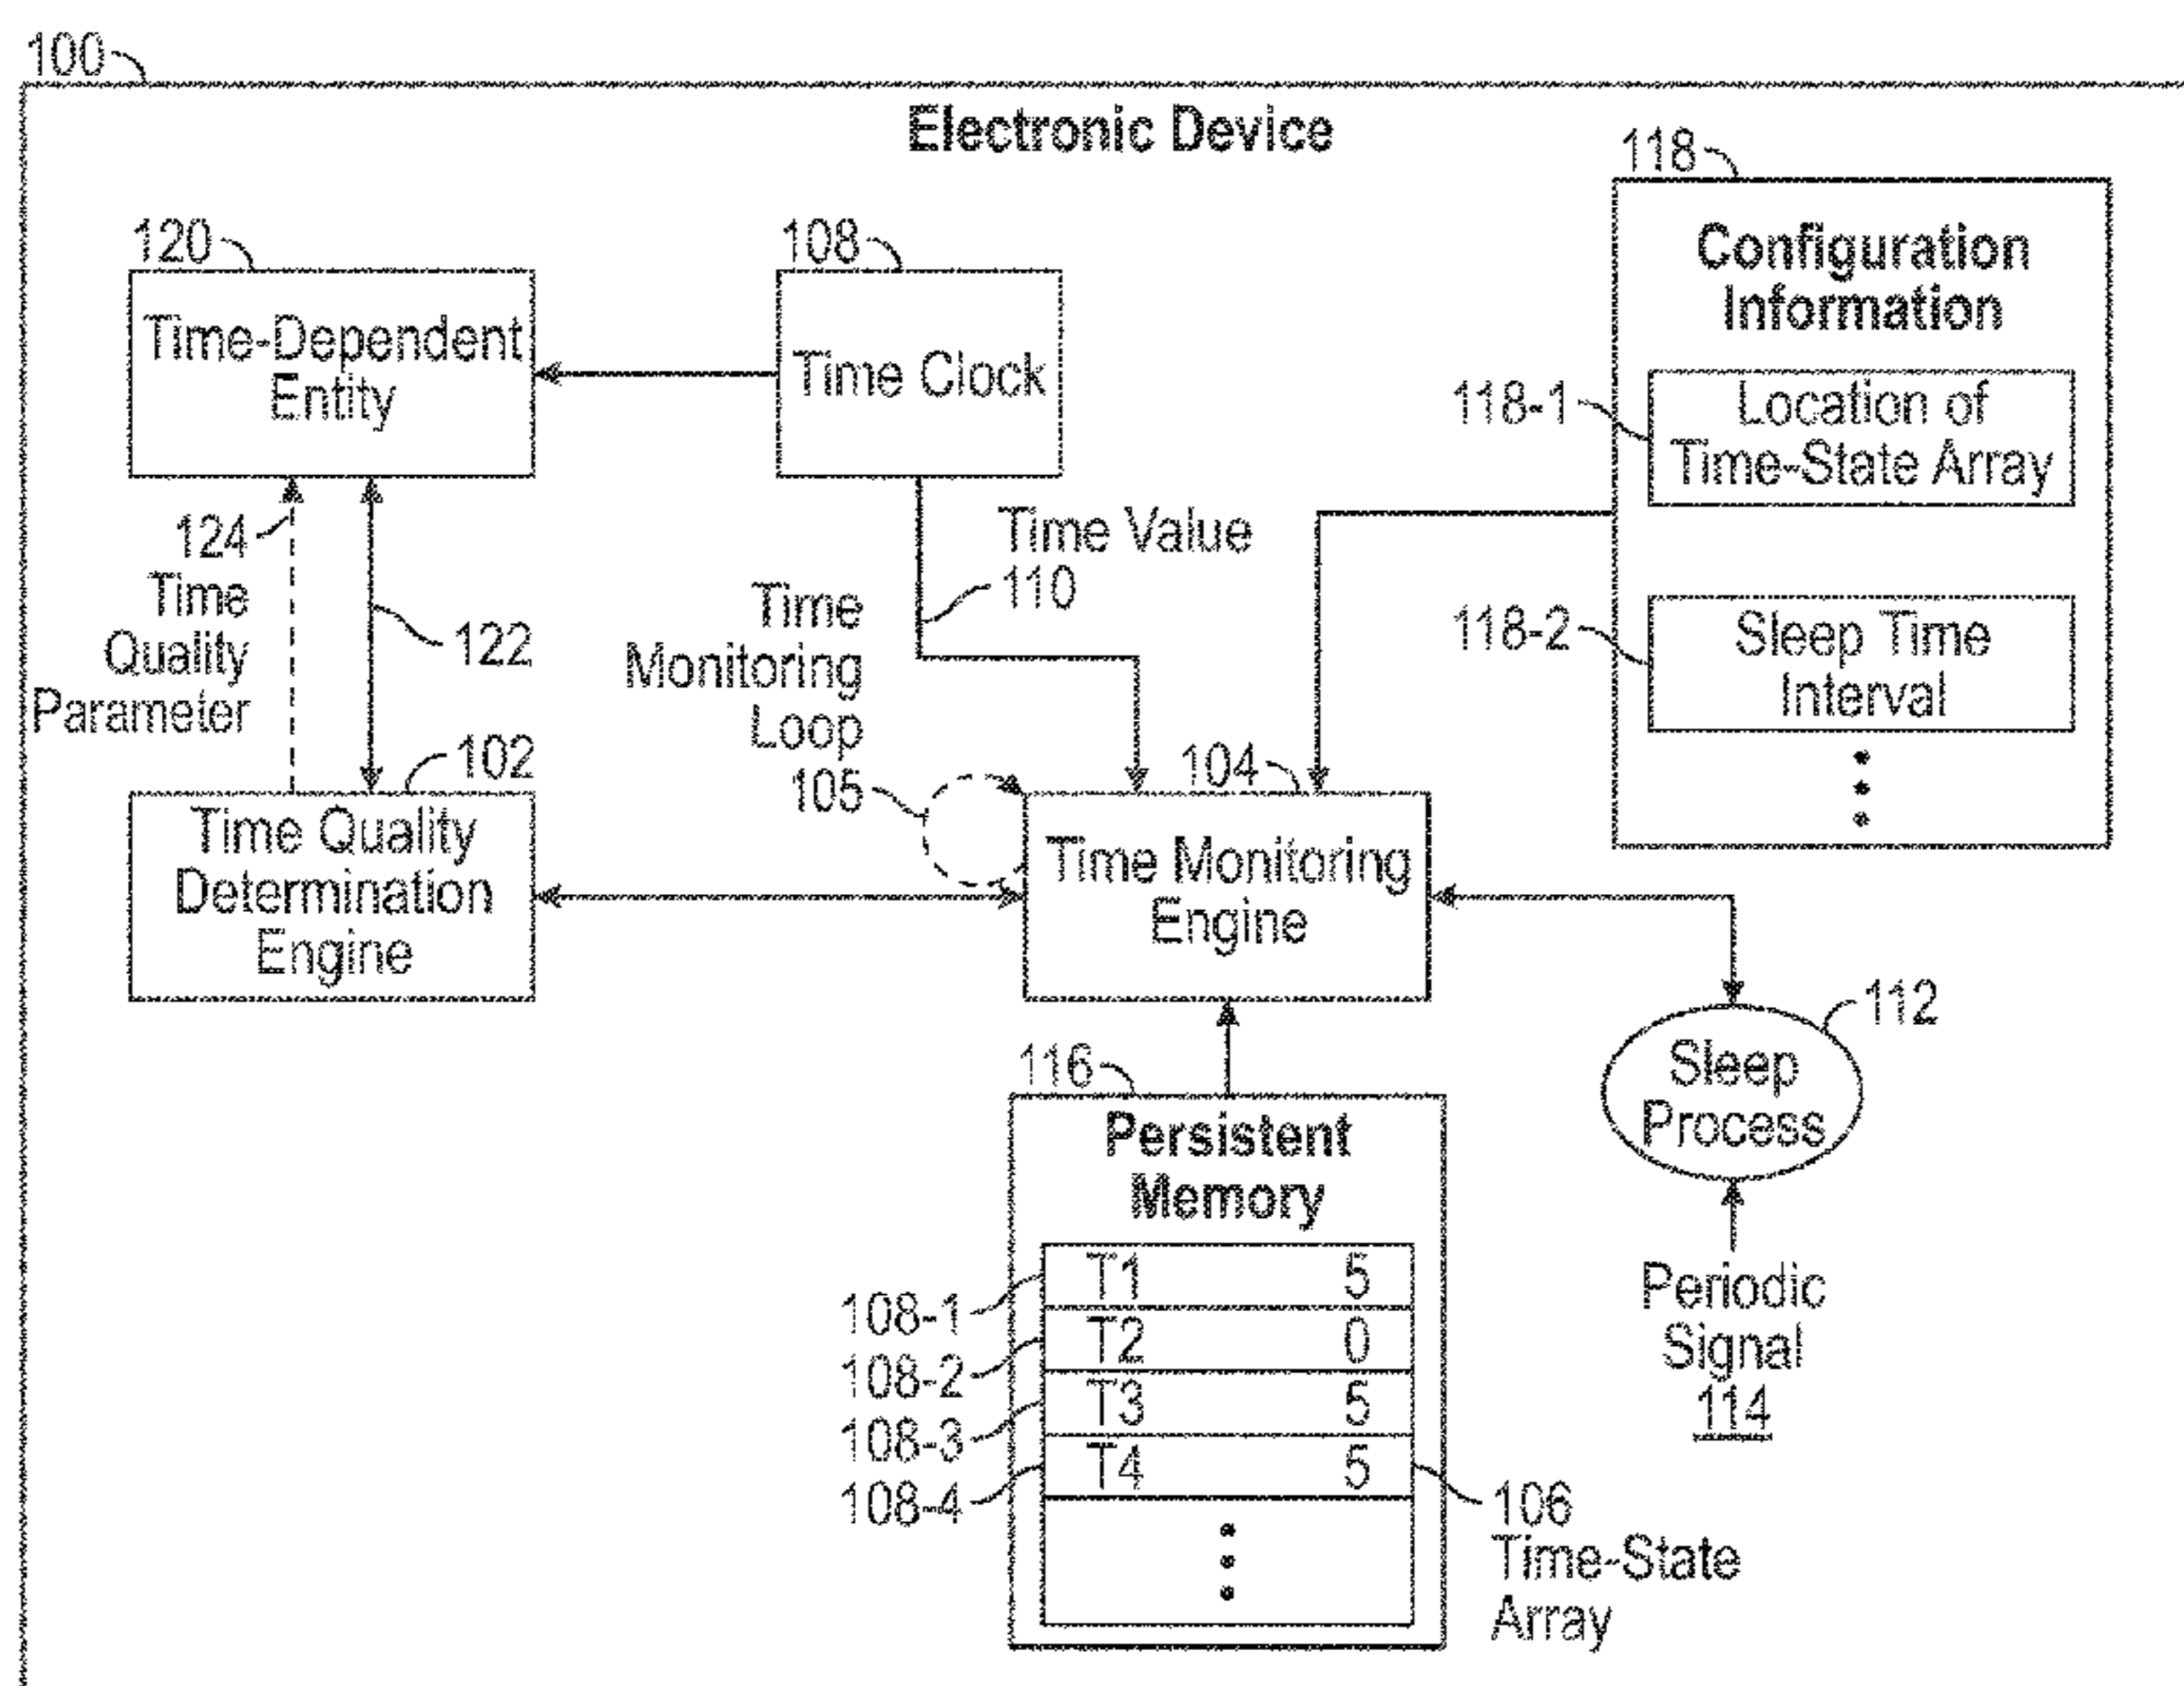 100
Electronic Device
118
Configuration
Information
118-1
Location of
Time-State Array
118-2
Sleep Time
Interval
120
Time-Dependent
Entity
108
Time Clock
124
Time
Quality
Parameter
122
Time Value
110
Time
Monitoring
Loop
105
102
Time Quality
Determination
Engine
104
Time Monitoring
Engine
112
Sleep
Process
Periodic
Signal
114
116
Persistent
Memory
108-1
T1 5
108-2
T2 0
108-3
T3 5
108-4
T4 5
106
Time-State
Array